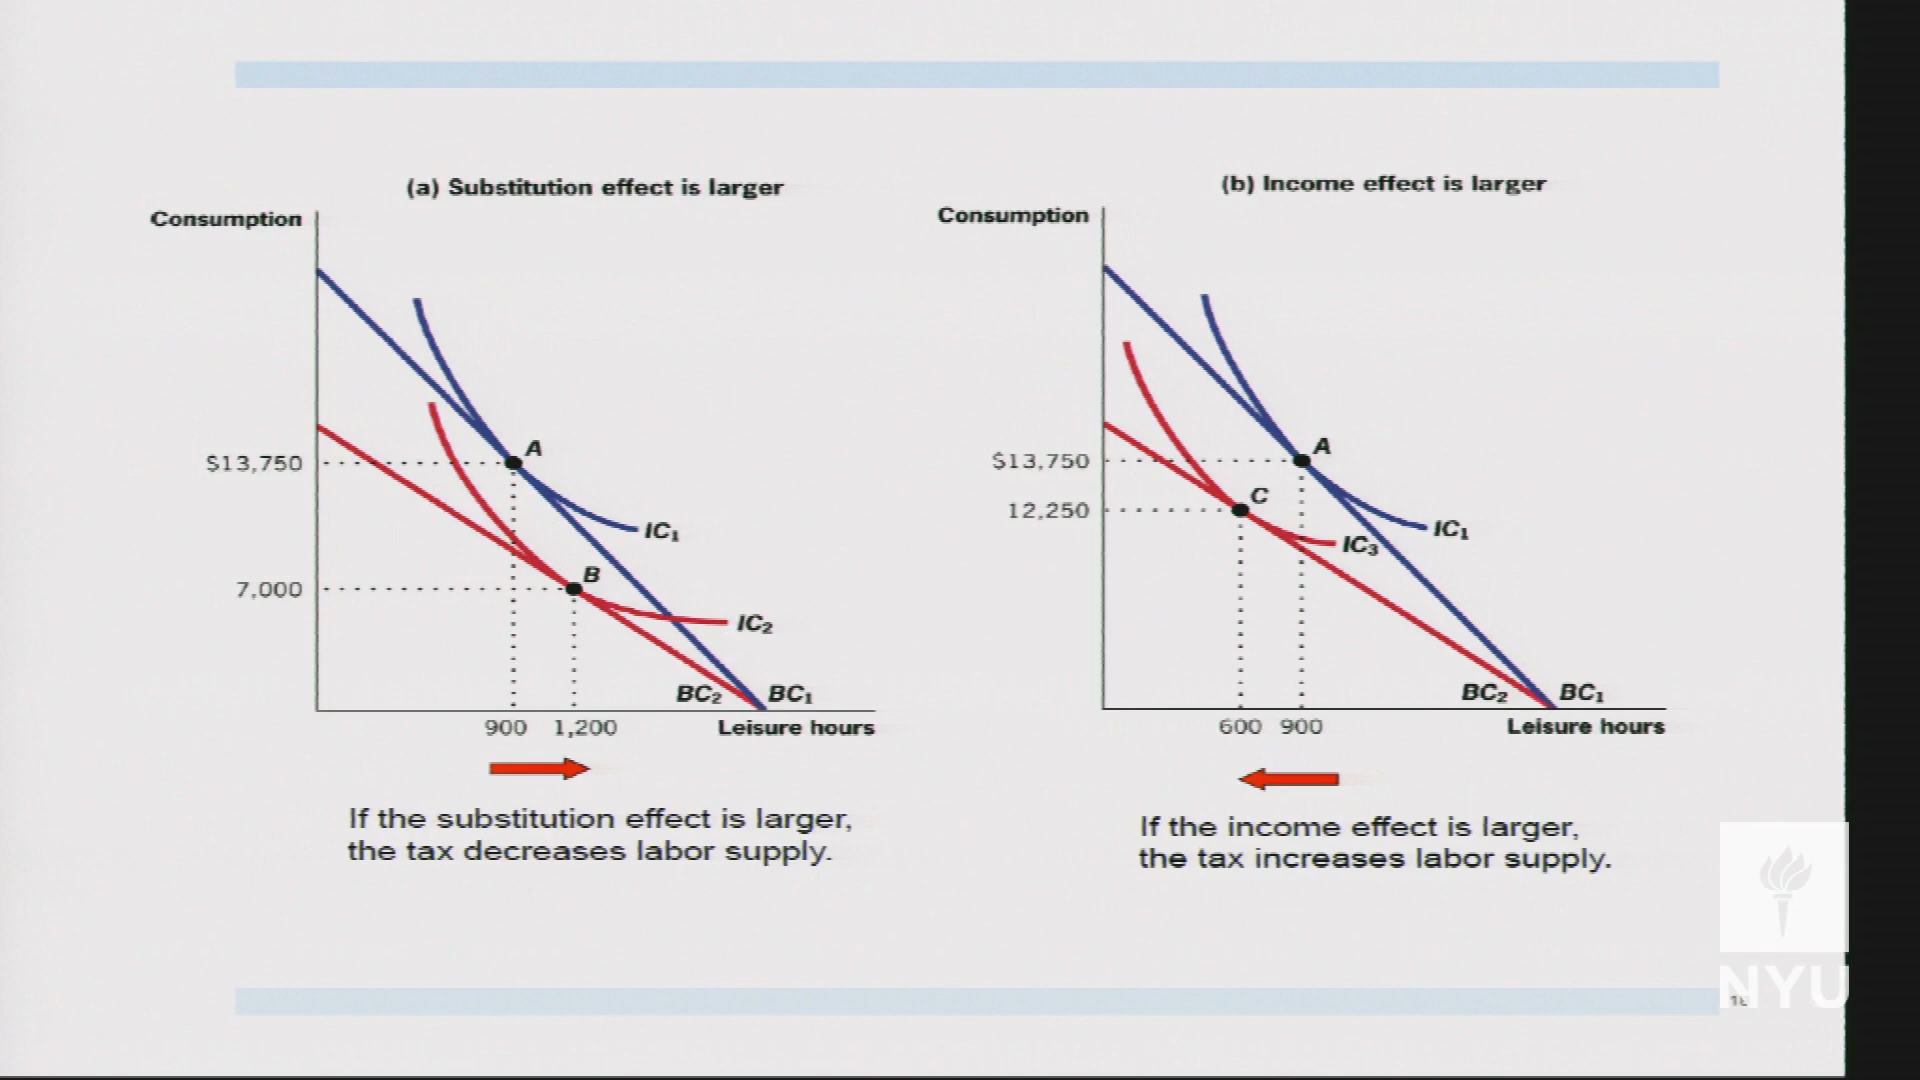 (a) Substitution effect is larger
Consumption
A
$13,750
IC₁
B
7,000
IC₂
BC₂
BC₁
900
1,200
Leisure hours
If the substitution effect is larger,
the tax decreases labor supply.
(b) Income effect is larger
Consumption
A
$13,750
C
12,250
IC₁
IC₃
BC₂
BC₁
600
900
Leisure hours
If the income effect is larger,
the tax increases labor supply.
NYU